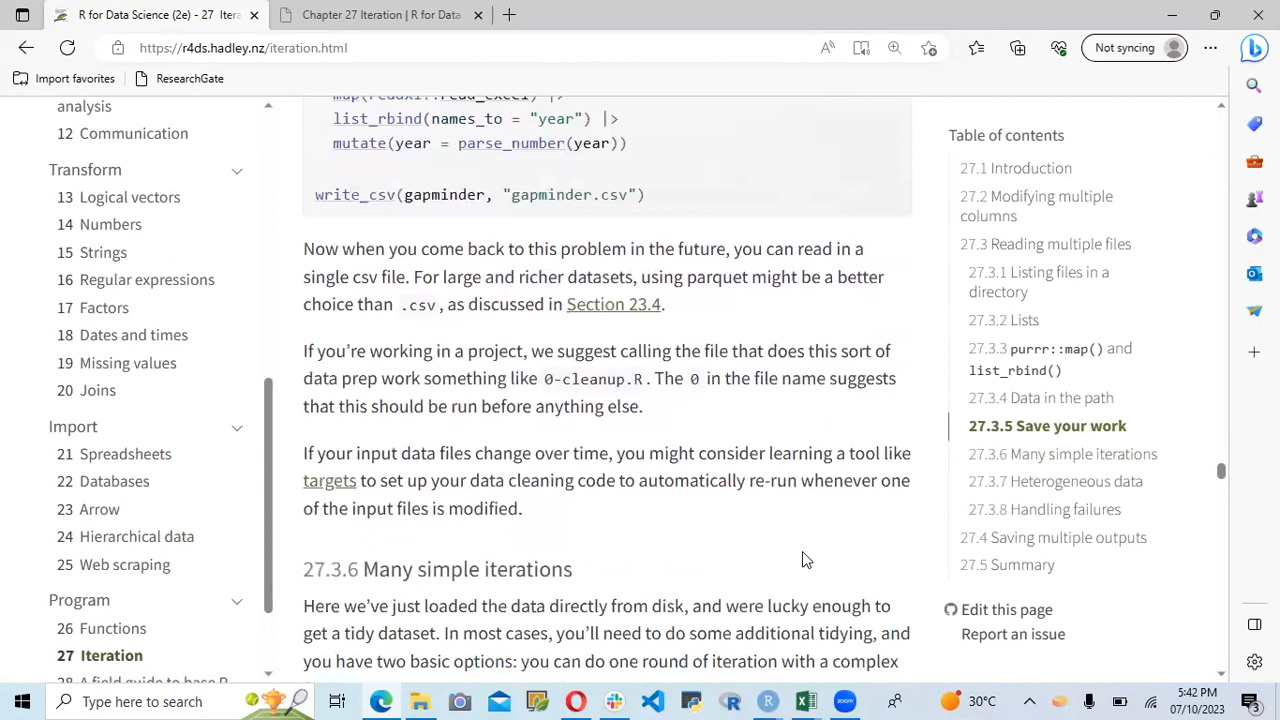 R for Data Science (2e) - 27 Itera
Chapter 27 Iteration | R for Data
https://r4ds.hadley.nz/iteration.html
Not syncing
Import favorites
ResearchGate
analysis
12 Communication
Transform
13 Logical vectors
14 Numbers
15 Strings
16 Regular expressions
17 Factors
18 Dates and times
19 Missing values
20 Joins
Import
21 Spreadsheets
22 Databases
23 Arrow
24 Hierarchical data
25 Web scraping
Program
26 Functions
27 Iteration
28 A field guide to base R
map(readxl::read_excel) |>
list_rbind(names_to = "year") |>
mutate(year = parse_number(year))
write_csv(gapminder, "gapminder.csv")
Now when you come back to this problem in the future, you can read in a
single csv file. For large and richer datasets, using parquet might be a better
choice than .csv, as discussed in Section 23.4.
If you're working in a project, we suggest calling the file that does this sort of
data prep work something like 0-cleanup.R. The 0 in the file name suggests
that this should be run before anything else.
If your input data files change over time, you might consider learning a tool like
targets to set up your data cleaning code to automatically re-run whenever one
of the input files is modified.
27.3.6 Many simple iterations
Here we've just loaded the data directly from disk, and were lucky enough to
get a tidy dataset. In most cases, you'll need to do some additional tidying, and
you have two basic options: you can do one round of iteration with a complex
Table of contents
27.1 Introduction
27.2 Modifying multiple
columns
27.3 Reading multiple files
27.3.1 Listing files in a
directory
27.3.2 Lists
27.3.3 purrr::map() and
list_rbind()
27.3.4 Data in the path
27.3.5 Save your work
27.3.6 Many simple iterations
27.3.7 Heterogeneous data
27.3.8 Handling failures
27.4 Saving multiple outputs
27.5 Summary
Edit this page
Report an issue
Type here to search
30°C
5:42 PM
07/10/2023
3